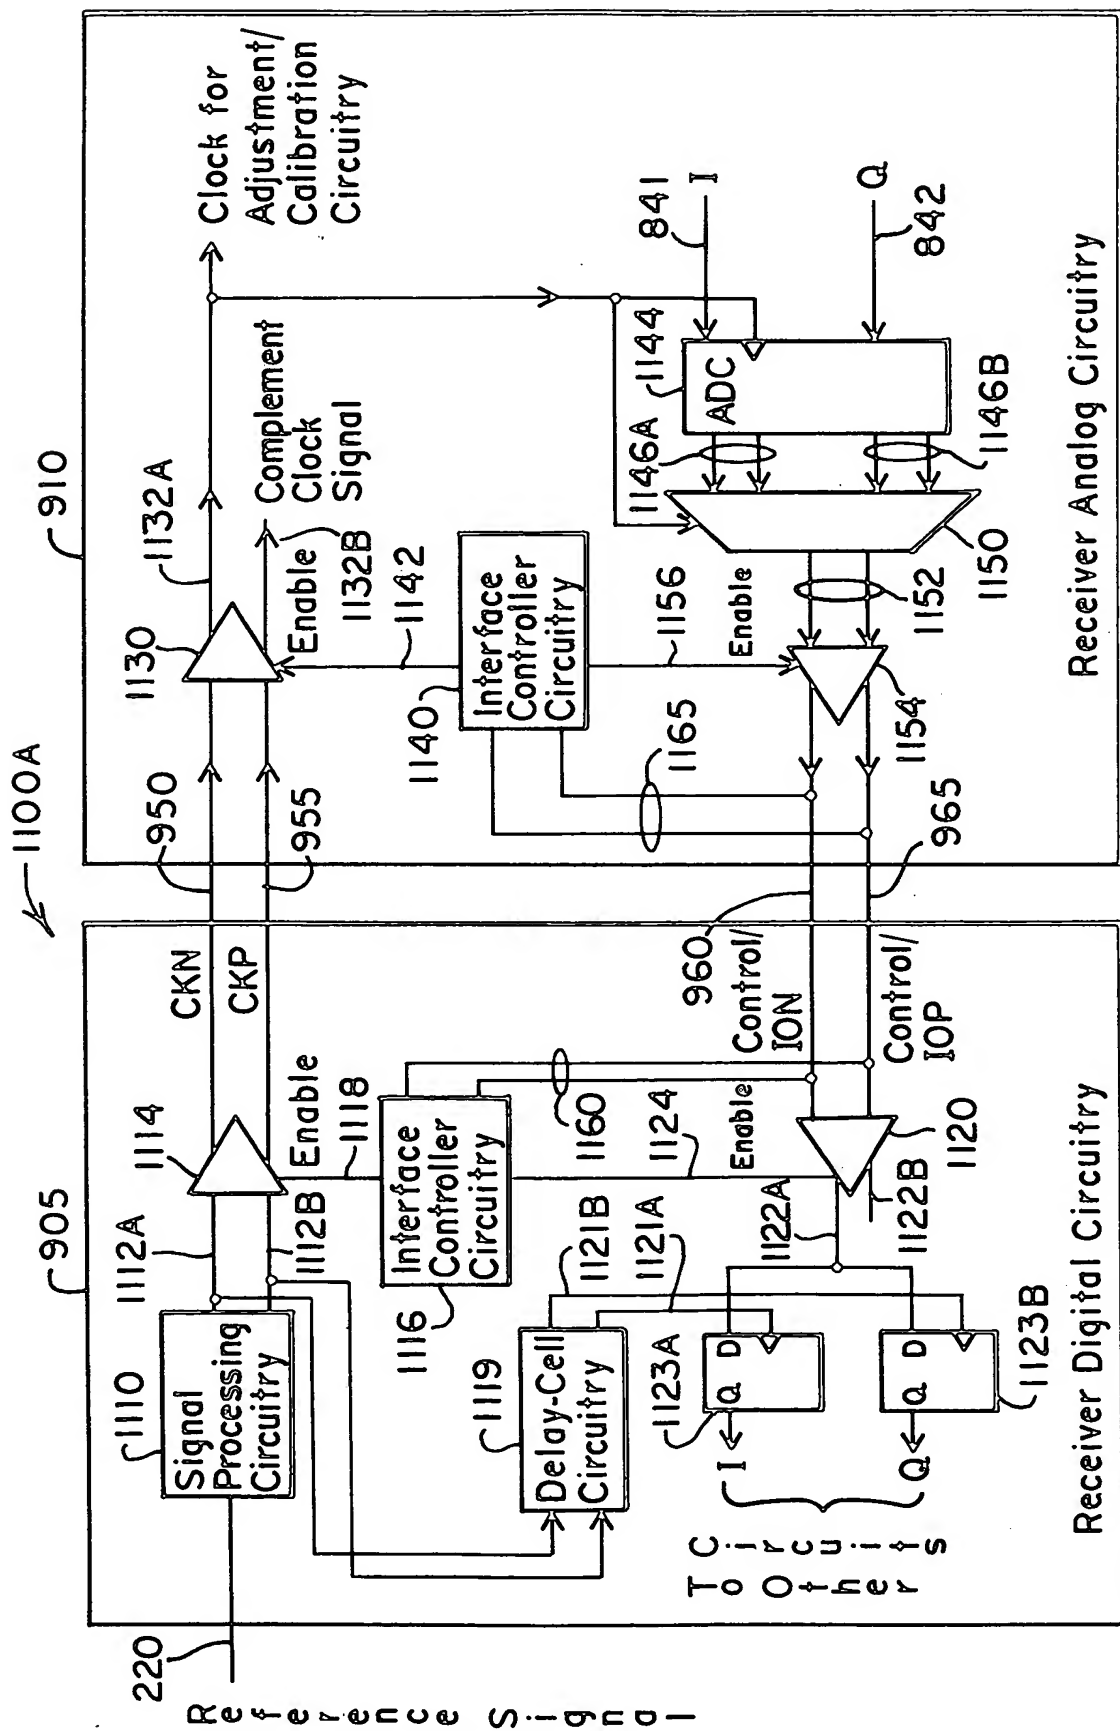 1100A
905
910
220
Reference Signal
1110
Signal
Processing
Circuitry
1112A
1112B
1114
Enable
1118
CKN
CKP
950
955
1130
1132A
Clock for
Adjustment/
Calibration
Circuitry
Complement
Clock
Signal
1132B
Enable
1142
1116
Interface
Controller
Circuitry
1160
1124
1140
Interface
Controller
Circuitry
1165
1156
1119
Delay-Cell
Circuitry
1121B
1121A
1123A
Q D
I
1122A
1122B
Enable
1120
960
Control/
ION
Control/
IOP
965
Enable
1154
1152
1150
1146A
1146B
1144
ADC
841
I
Q
842
Q D
Q
1123B
To Other
Circuits
Receiver Digital Circuitry
Receiver Analog Circuitry